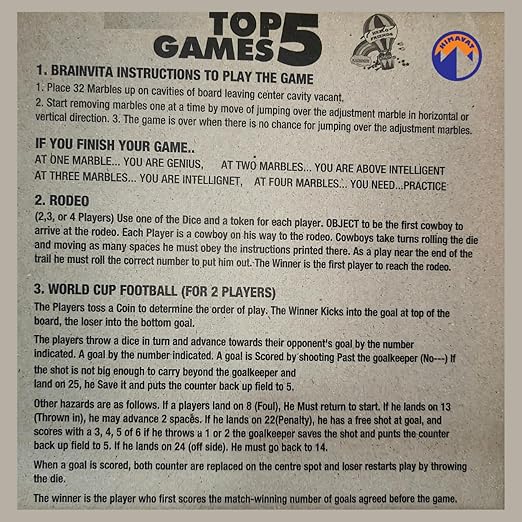 TOP 5
GAMES
HIMAVAT
1. BRAINVITA INSTRUCTIONS TO PLAY THE GAME
1. Place 32 Marbles up on cavities of board leaving center cavity vacant,
2. Start removing marbles one at a time by move of jumping over the adjustment marble in horizontal or
vertical direction. 3. The game is over when there is no chance for jumping over the adjustment marbles.
IF YOU FINISH YOUR GAME..
AT ONE MARBLE... YOU ARE GENIUS, AT TWO MARBLES... YOU ARE ABOVE INTELLIGENT
AT THREE MARBLES... YOU ARE INTELLIGNET, AT FOUR MARBLES... YOU NEED...PRACTICE
2. RODEO
(2,3, or 4 Players) Use one of the Dice and a token for each player. OBJECT to be the first cowboy to
arrive at the rodeo. Each Player is a cowboy on his way to the rodeo. Cowboys take turns rolling the die
and moving as many spaces he must obey the instructions printed there. As a play near the end of the
trail he must roll the correct number to put him out. The Winner is the first player to reach the rodeo.
3. WORLD CUP FOOTBALL (FOR 2 PLAYERS)
The Players toss a Coin to determine the order of play. The Winner Kicks into the goal at top of the
board, the loser into the bottom goal.
The players throw a dice in turn and advance towards their opponent's goal by the number
indicated. A goal by the number indicated. A goal is Scored by shooting Past the goalkeeper (No---) If
the shot is not big enough to carry beyond the goalkeeper and
land on 25, he Save it and puts the counter back up field to 5.
Other hazards are as follows. If a players land on 8 (Foul), He Must return to start. If he lands on 13
(Thrown in), he may advance 2 spaces. If he lands on 22(Penalty), he has a free shot at goal, and
scores with a 3, 4, 5 of 6 if he throws a 1 or 2 the goalkeeper saves the shot and punts the counter
back up field to 5. If he lands on 24 (off side). He must go back to 14.
When a goal is scored, both counter are replaced on the centre spot and loser restarts play by throwing
the die.
The winner is the player who first scores the match-winning number of goals agreed before the game.